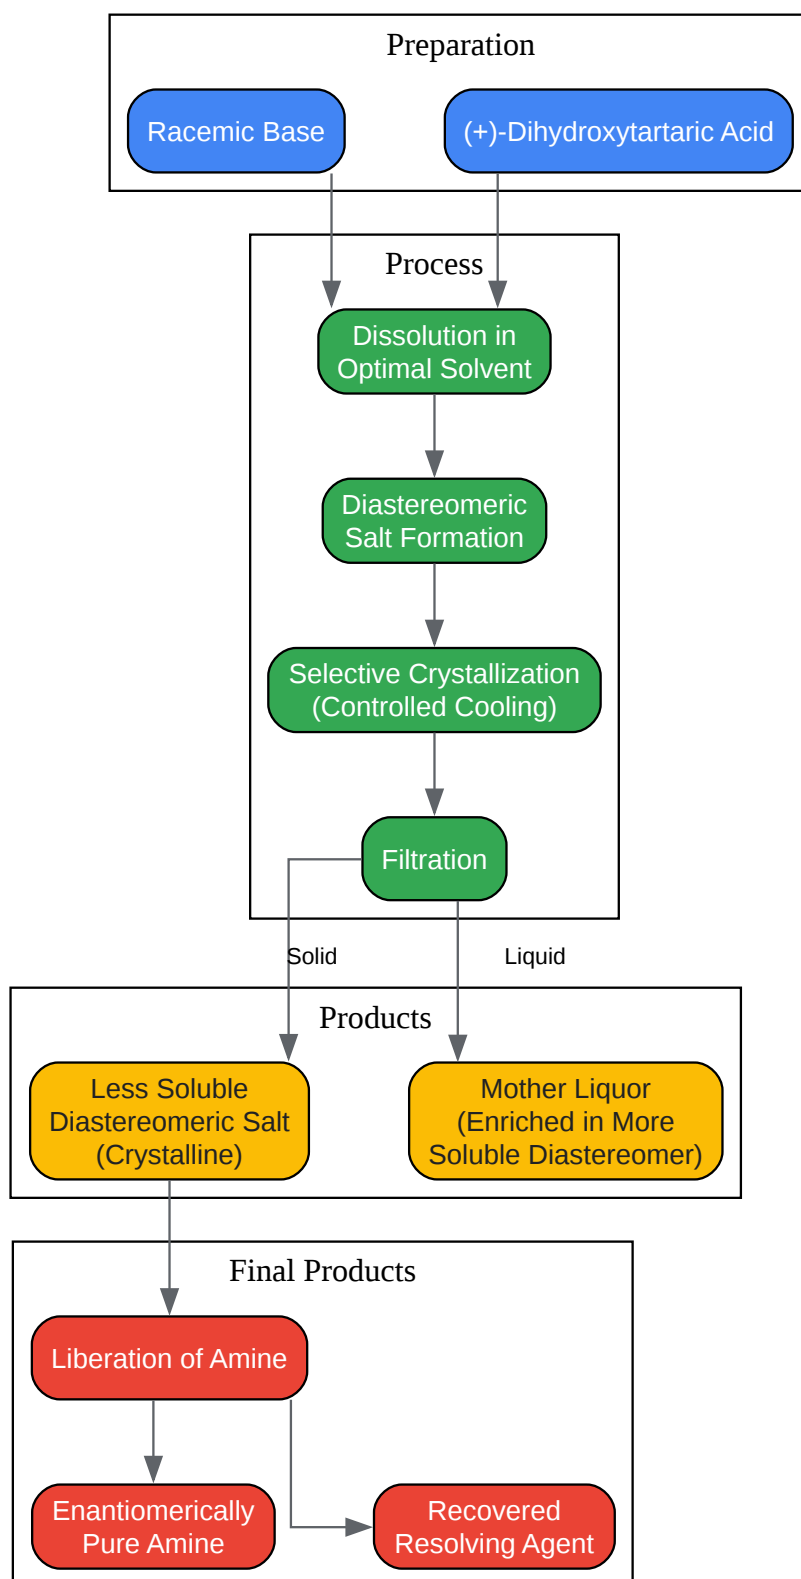 Preparation
Racemic Base
(+)-Dihydroxytartaric Acid
Process
Dissolution in
Optimal Solvent
Diastereomeric
Salt Formation
Selective Crystallization
(Controlled Cooling)
Filtration
Solid
Liquid
Products
Less Soluble
Diastereomeric Salt
(Crystalline)
Mother Liquor
(Enriched in More
Soluble Diastereomer)
Final Products
Liberation of Amine
Enantiomerically
Pure Amine
Recovered
Resolving Agent